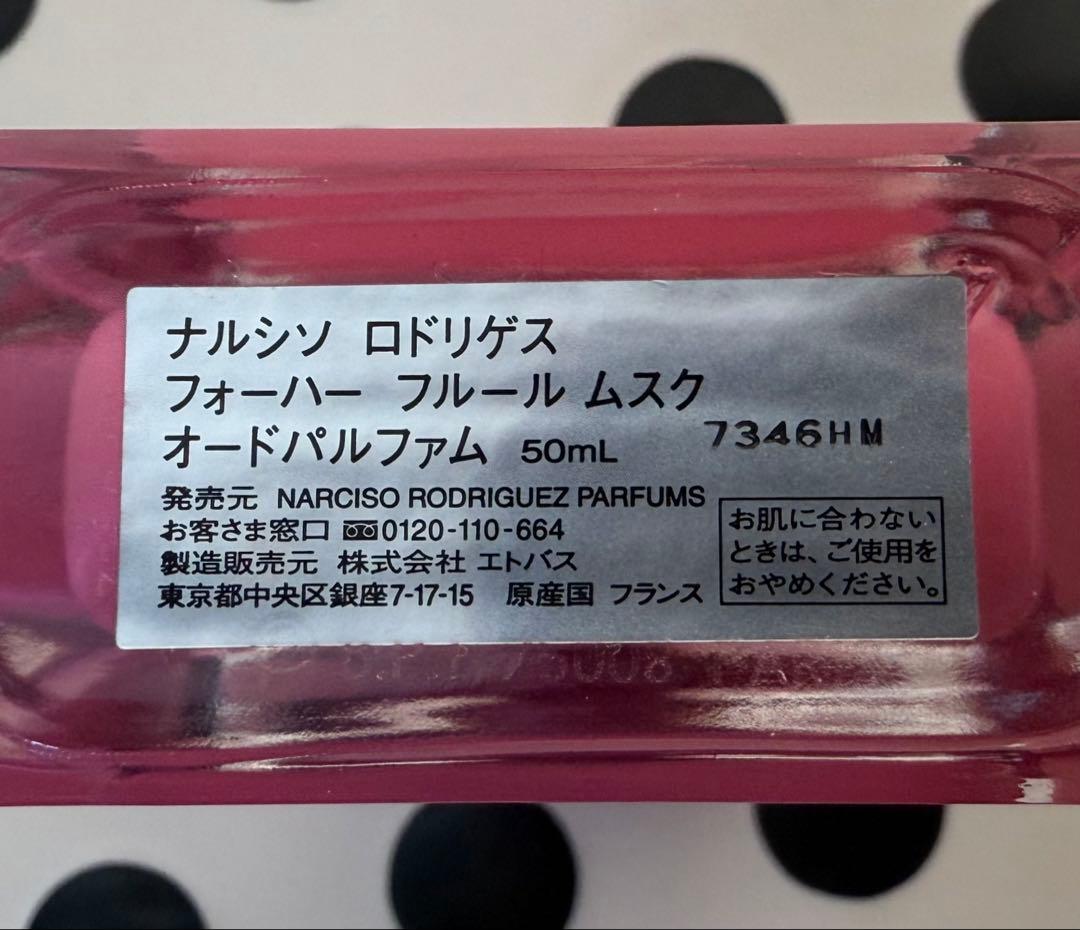 ナルシソ ロドリゲス
フォーハー フルール ムスク
オードパルファム 50mL
7346HM
発売元 NARCISO RODRIGUEZ PARFUMS
お客さま窓口 0120-110-664
製造販売元 株式会社 エトバス
東京都中央区銀座7-17-15 原産国 フランス
お肌に合わない
ときは、ご使用を
おやめください。